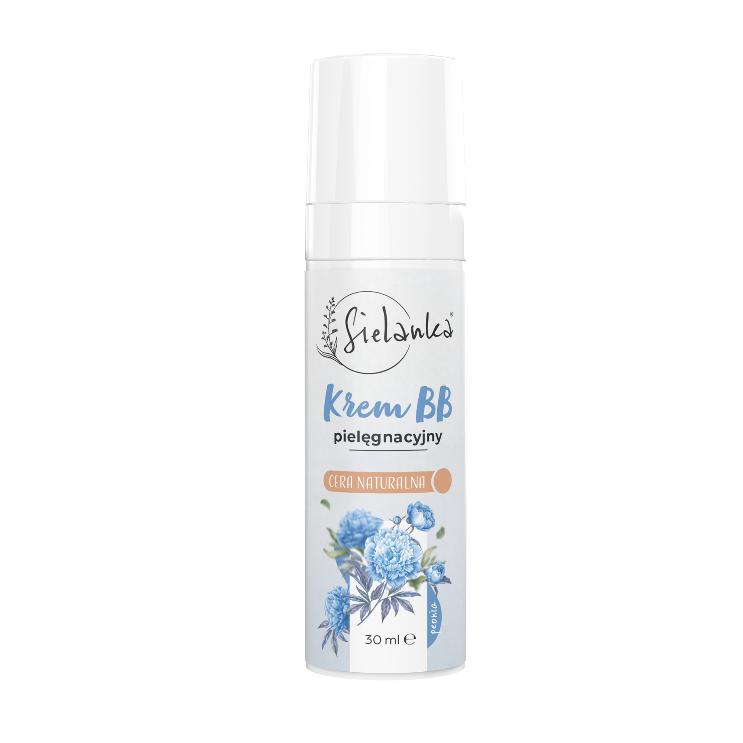 Sielanka®
Krem BB
pielęgnacyjny
CERA NATURALNA
peonia
30 ml ℮